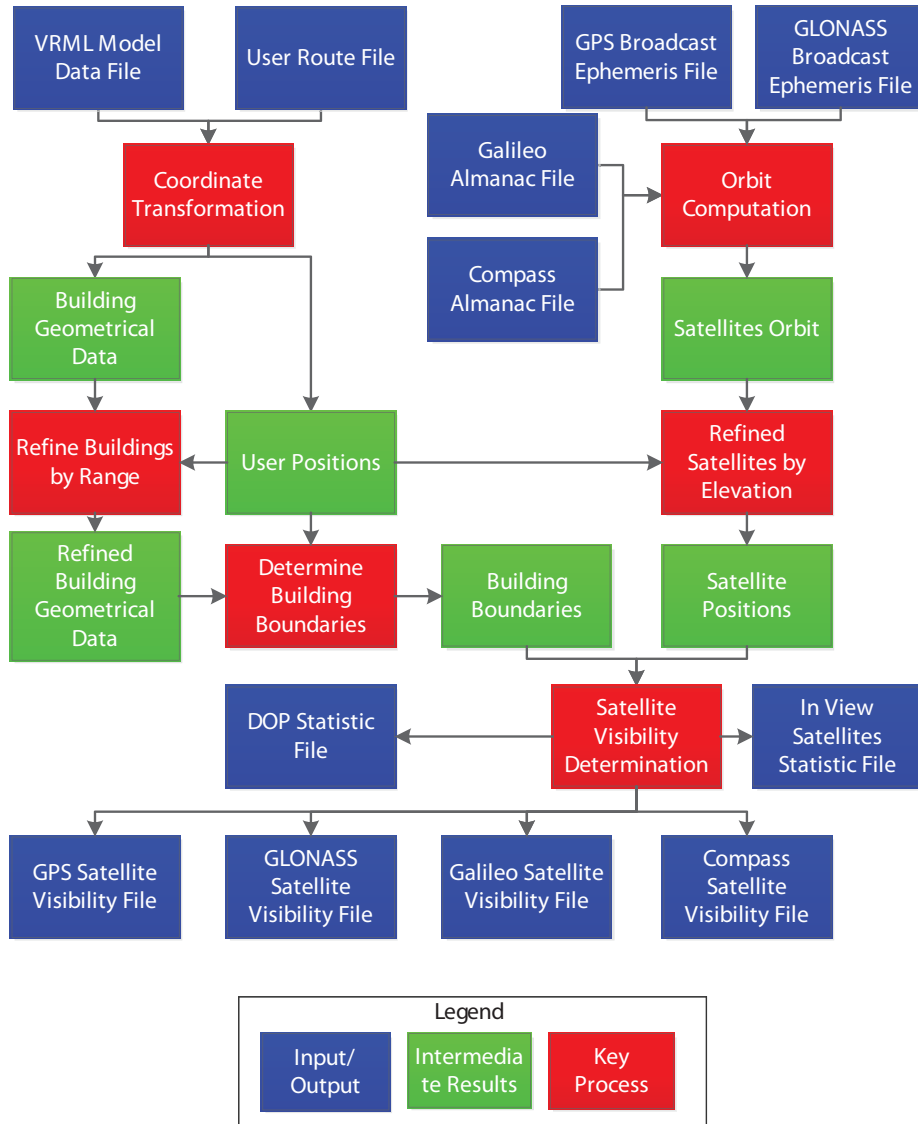 VRML Model
Data File
User Route File
GPS Broadcast
Ephemeris File
GLONASS
Broadcast
Ephemeris File
Coordinate
Transformation
Galileo
Almanac File
Orbit
Computation
Compass
Almanac File
Building
Geometrical
Data
Satellites Orbit
Refine Buildings
by Range
User Positions
Refined
Satellites by
Elevation
Refined
Building
Geometrical
Data
Determine
Building
Boundaries
Building
Boundaries
Satellite
Positions
DOP Statistic
File
Satellite
Visibility
Determination
In View
Satellites
Statistic File
GPS Satellite
Visibility File
GLONASS
Satellite
Visibility File
Galileo Satellite
Visibility File
Compass
Satellite
Visibility File
Legend
Input/
Output
Intermedia
te Results
Key
Process